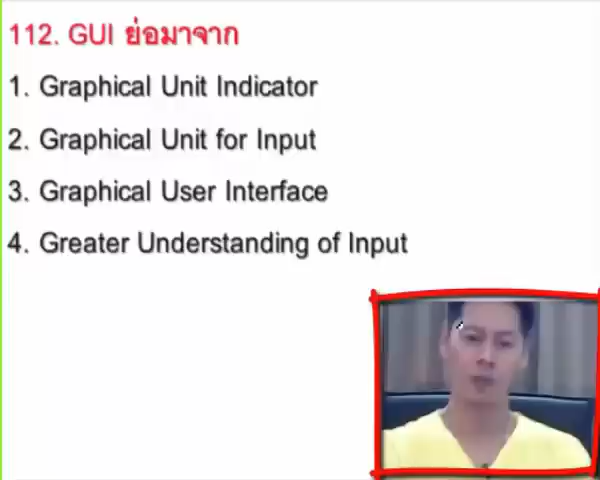 112. GUI ย่อมาจาก
1. Graphical Unit Indicator
2. Graphical Unit for Input
3. Graphical User Interface
4. Greater Understanding of Input